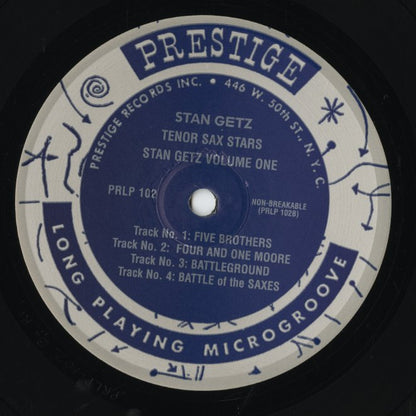 PRESTIGE
PRESTIGE RECORDS INC. • 446 W. 50th ST., N.Y.C.
STAN GETZ
TENOR SAX STARS
STAN GETZ VOLUME ONE
PRLP 102
NON-BREAKABLE
(PRLP 102B)
Track No. 1: FIVE BROTHERS
Track No. 2: FOUR AND ONE MOORE
Track No. 3: BATTLEGROUND
Track No. 4: BATTLE of the SAXES
LONG PLAYING MICROGROOVE